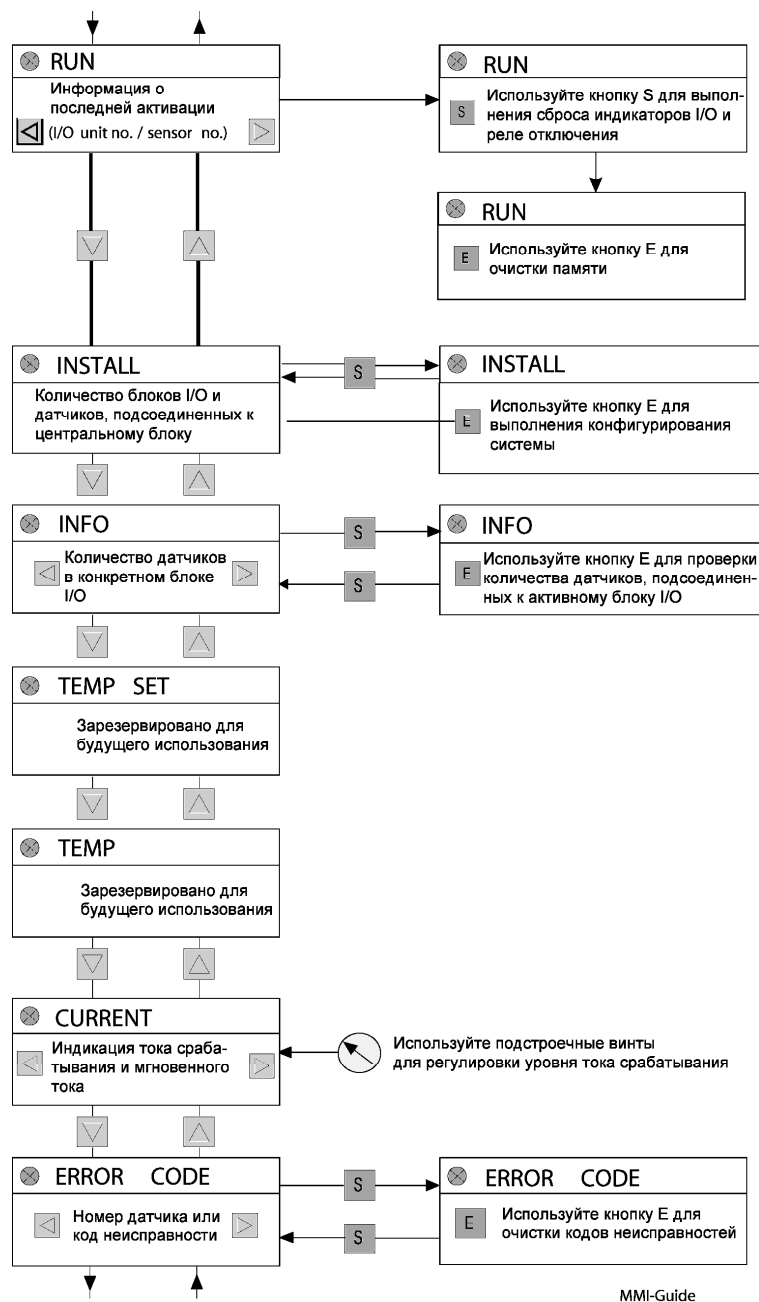 RUN
Информация о
последней активации
(I/O unit no. / sensor no.)
RUN
S
Используйте кнопку S для выпол-
нения сброса индикаторов I/O и
реле отключения
RUN
E
Используйте кнопку E для
очистки памяти
INSTALL
Количество блоков I/O и
датчиков, подсоединенных к
центральному блоку
S
INSTALL
E
Используйте кнопку E для
выполнения конфигурирования
системы
INFO
Количество датчиков
в конкретном блоке
I/O
S
S
INFO
E
Используйте кнопку E для проверки
количества датчиков, подсоединен-
ных к активному блоку I/O
TEMP SET
Зарезервировано для
будущего использования
TEMP
Зарезервировано для
будущего использования
CURRENT
Индикация тока сраба-
тывания и мгновенного
тока
Используйте подстроечные винты
для регулировки уровня тока срабатывания
ERROR CODE
Номер датчика или
код неисправности
S
S
ERROR CODE
E
Используйте кнопку E для
очистки кодов неисправностей
MMI-Guide